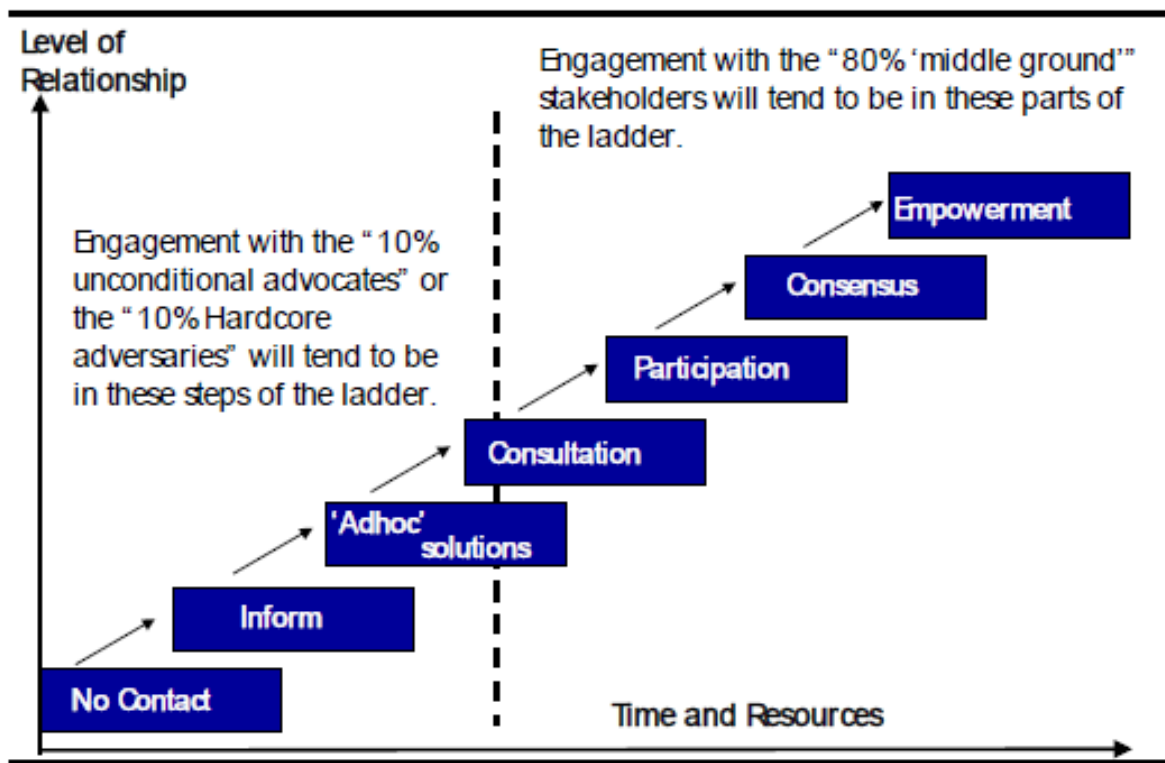 Level of
Relationship
Engagement with the “80% ‘middle ground’”
stakeholders will tend to be in these parts of
the ladder.
Empowerment
Engagement with the “10%
unconditional advocates” or
the “10% Hardcore
adversaries” will tend to be
in these steps of the ladder.
Consensus
Participation
Consultation
‘Adhoc’
solutions
Inform
No Contact
Time and Resources